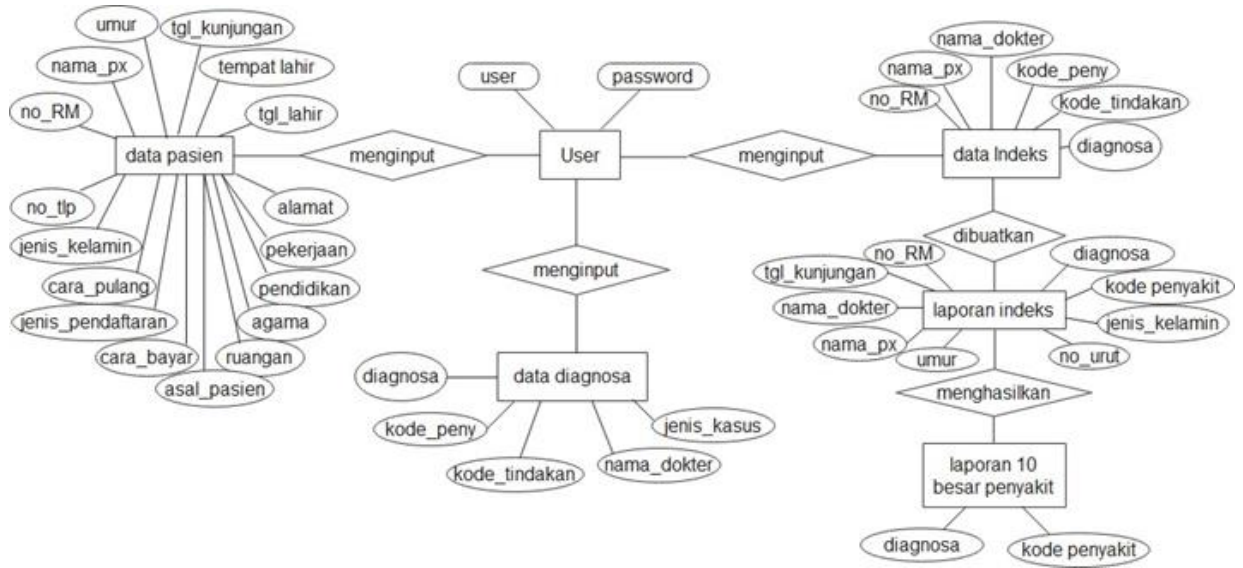 umur
tgl_kunjungan
nama_px
tempat lahir
no_RM
tgl_lahir
data pasien
no_tlp
alamat
jenis_kelamin
pekerjaan
cara_pulang
pendidikan
jenis_pendaftaran
agama
cara_bayar
ruangan
asal_pasien
menginput
user
password
User
menginput
menginput
data diagnosa
diagnosa
kode_peny
kode_tindakan
nama_dokter
jenis_kasus
nama_dokter
nama_px
kode_peny
no_RM
kode_tindakan
data Indeks
diagnosa
dibuatkan
no_RM
diagnosa
tgl_kunjungan
kode penyakit
nama_dokter
laporan indeks
jenis_kelamin
nama_px
umur
no_urut
menghasilkan
laporan 10
besar penyakit
diagnosa
kode penyakit